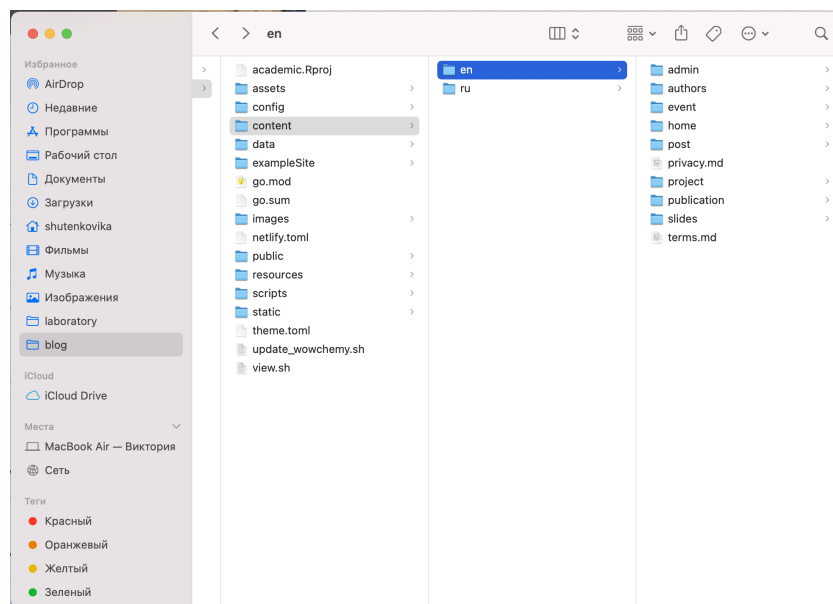 en
Избранное
AirDrop
Недавние
Программы
Рабочий стол
Документы
Загрузки
shutenkovika
Фильмы
Музыка
Изображения
laboratory
blog
iCloud
iCloud Drive
Места
MacBook Air — Виктория
Сеть
Теги
Красный
Оранжевый
Желтый
Зеленый
academic.Rproj
assets
config
content
data
exampleSite
go.mod
go.sum
images
netlify.toml
public
resources
scripts
static
theme.toml
update_wowchemy.sh
view.sh
en
ru
admin
authors
event
home
post
privacy.md
project
publication
slides
terms.md